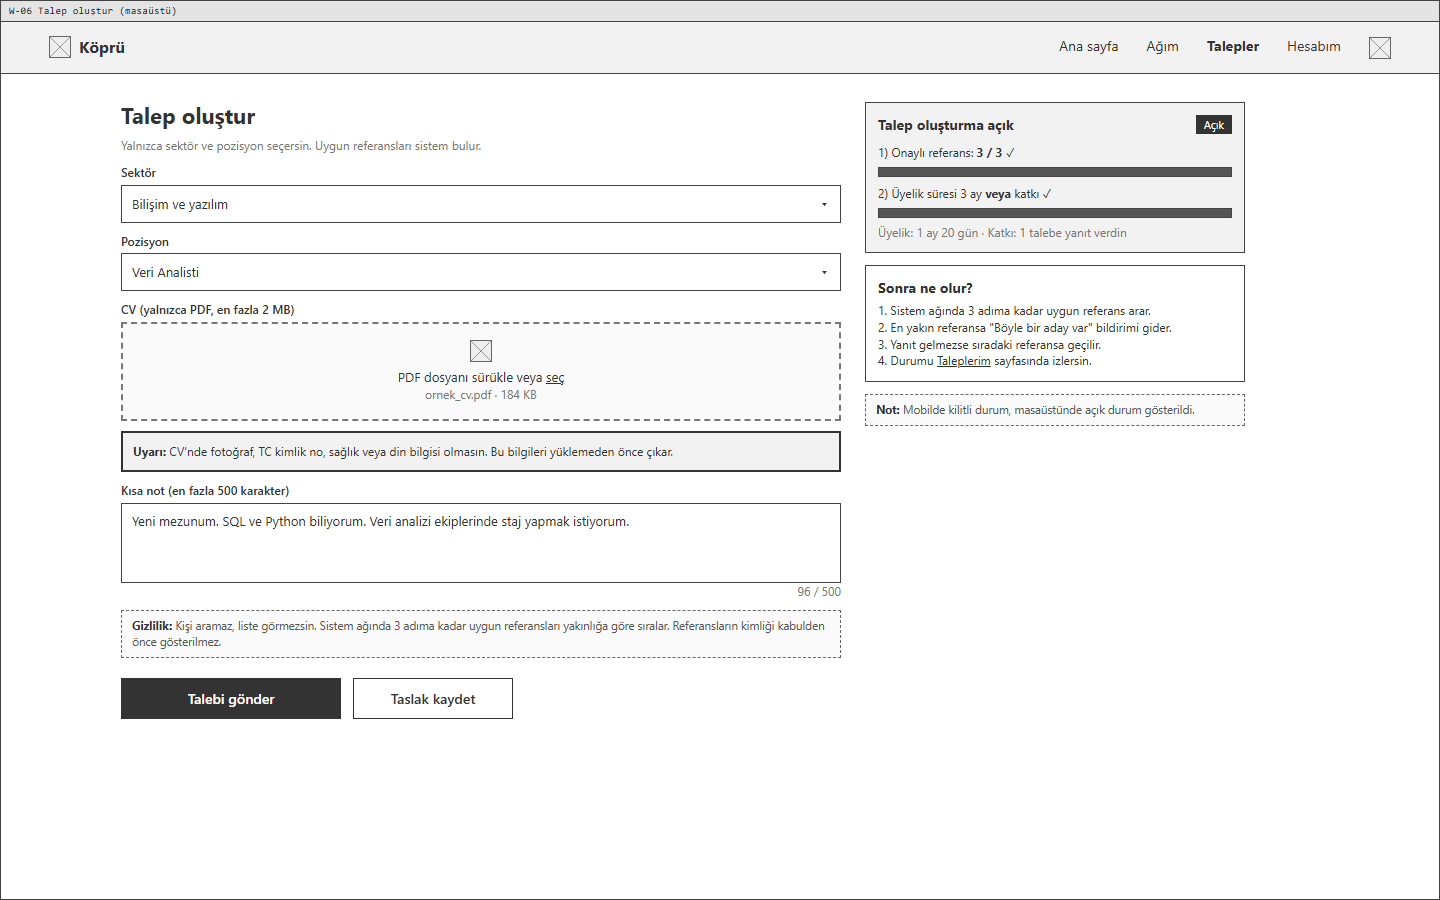 W-06 Talep oluştur (masaüstü)
Köprü
Ana sayfa
Ağım
Talepler
Hesabım
Talep oluştur
Yalnızca sektör ve pozisyon seçersin. Uygun referansları sistem bulur.
Sektör
Bilişim ve yazılım
Pozisyon
Veri Analisti
CV (yalnızca PDF, en fazla 2 MB)
PDF dosyanı sürükle veya seç
ornek_cv.pdf · 184 KB
Uyarı: CV'nde fotoğraf, TC kimlik no, sağlık veya din bilgisi olmasın. Bu bilgileri yüklemeden önce çıkar.
Kısa not (en fazla 500 karakter)
Yeni mezunum. SQL ve Python biliyorum. Veri analizi ekiplerinde staj yapmak istiyorum.
96 / 500
Gizlilik: Kişi aramaz, liste görmezsin. Sistem ağında 3 adıma kadar uygun referansları yakınlığa göre sıralar. Referansların kimliği kabulden
önce gösterilmez.
Talebi gönder
Taslak kaydet
Talep oluşturma açık
Açık
1) Onaylı referans: 3 / 3 ✓
2) Üyelik süresi 3 ay veya katkı ✓
Üyelik: 1 ay 20 gün · Katkı: 1 talebe yanıt verdin
Sonra ne olur?
1. Sistem ağında 3 adıma kadar uygun referans arar.
2. En yakın referansa "Böyle bir aday var" bildirimi gider.
3. Yanıt gelmezse sıradaki referansa geçilir.
4. Durumu Taleplerim sayfasında izlersin.
Not: Mobilde kilitli durum, masaüstünde açık durum gösterildi.